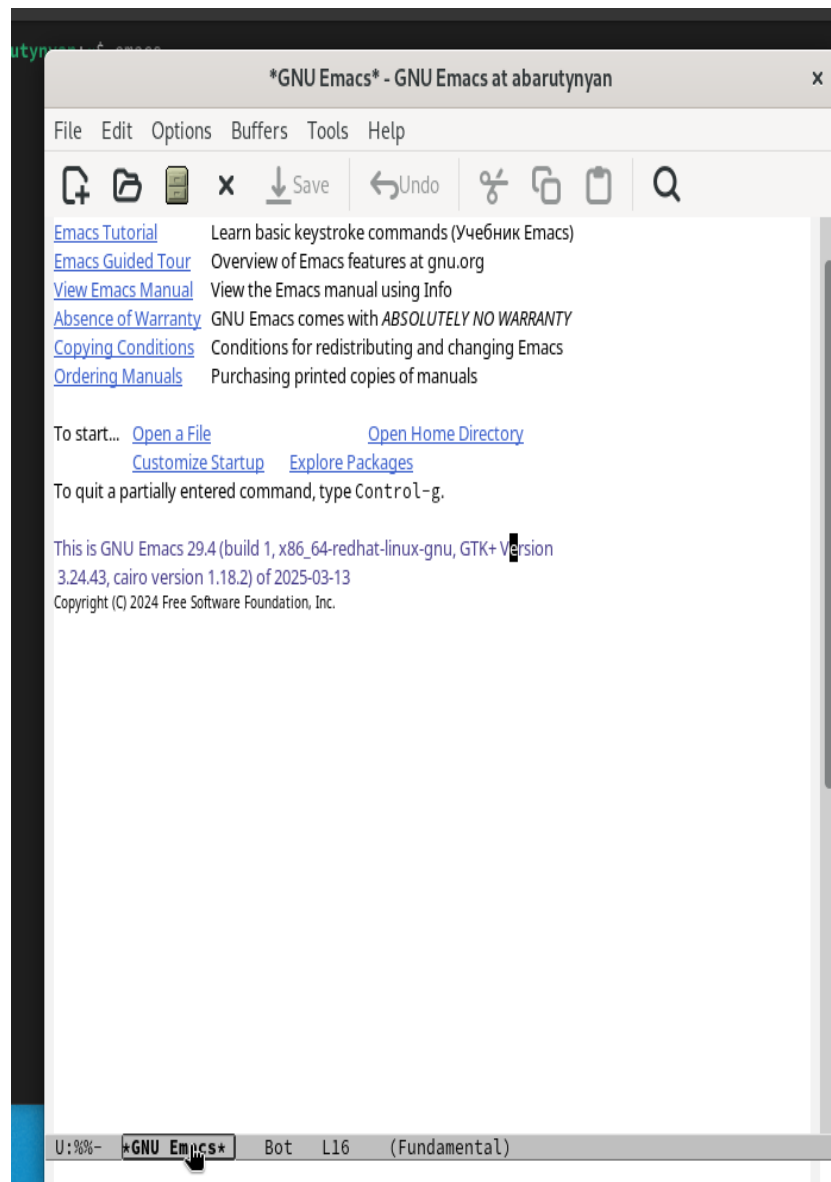 *GNU Emacs* - GNU Emacs at abarutynyan x
File Edit Options Buffers Tools Help
Save Undo
Emacs Tutorial Learn basic keystroke commands (Учебник Emacs)
Emacs Guided Tour Overview of Emacs features at gnu.org
View Emacs Manual View the Emacs manual using Info
Absence of Warranty GNU Emacs comes with ABSOLUTELY NO WARRANTY
Copying Conditions Conditions for redistributing and changing Emacs
Ordering Manuals Purchasing printed copies of manuals
To start... Open a File Open Home Directory
Customize Startup Explore Packages
To quit a partially entered command, type Control-g.
This is GNU Emacs 29.4 (build 1, x86_64-redhat-linux-gnu, GTK+ Version
3.24.43, cairo version 1.18.2) of 2025-03-13
Copyright (C) 2024 Free Software Foundation, Inc.
U:%%- *GNU Emacs* Bot L16 (Fundamental)